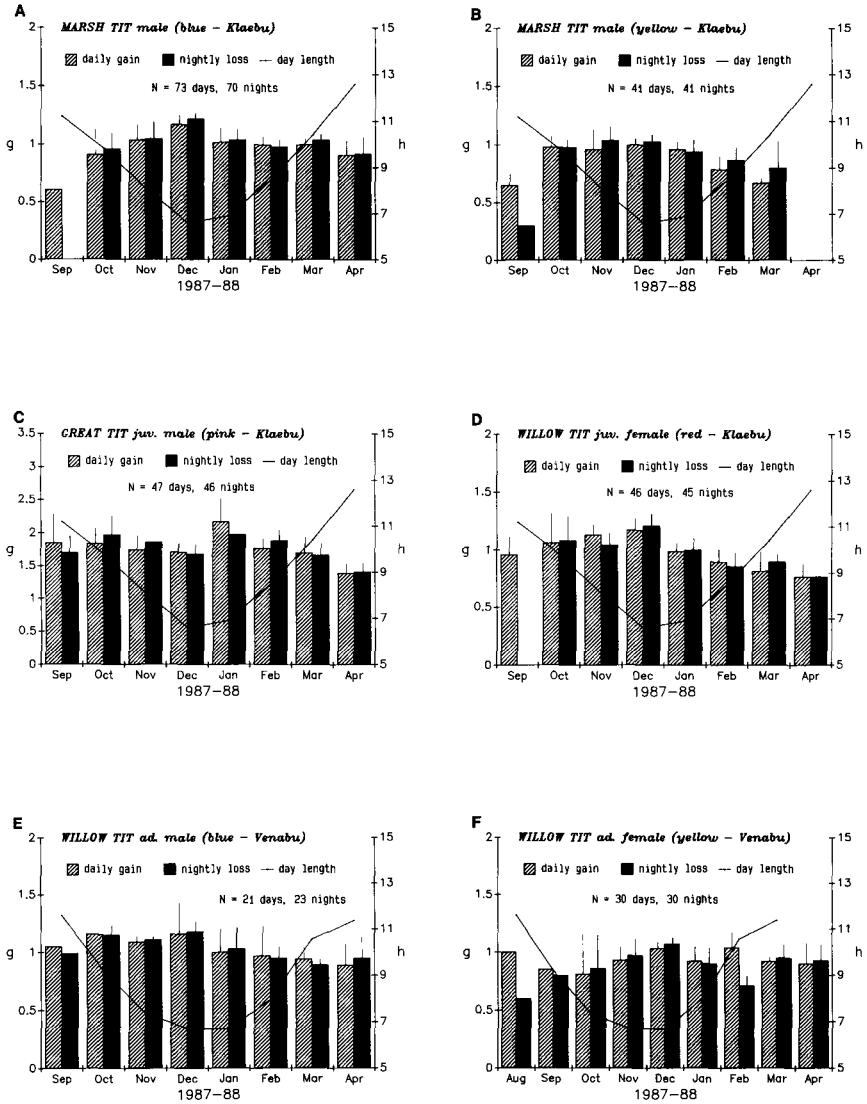 A
MARSH TIT male (blue – Klaebu)
daily gain nightly loss day length
N = 73 days, 70 nights
2
1.5
g
1
0.5
0
15
13
11
h
9
7
5
Sep Oct Nov Dec Jan Feb Mar Apr
1987–88
B
MARSH TIT male (yellow – Klaebu)
daily gain nightly loss day length
N = 41 days, 41 nights
2
1.5
g
1
0.5
0
15
13
11
h
9
7
5
Sep Oct Nov Dec Jan Feb Mar Apr
1987–88
C
GREAT TIT juv. male (pink – Klaebu)
daily gain nightly loss day length
N = 47 days, 46 nights
3.5
3
2.5
2
g
1.5
1
0.5
0
15
13
11
h
9
7
5
Sep Oct Nov Dec Jan Feb Mar Apr
1987–88
D
WILLOW TIT juv. female (red – Klaebu)
daily gain nightly loss day length
N = 46 days, 45 nights
2
1.5
g
1
0.5
0
15
13
11
h
9
7
5
Sep Oct Nov Dec Jan Feb Mar Apr
1987–88
E
WILLOW TIT ad. male (blue – Venabu)
daily gain nightly loss day length
N = 21 days, 23 nights
2
1.5
g
1
0.5
0
15
13
11
h
9
7
5
Sep Oct Nov Dec Jan Feb Mar Apr
1987–88
F
WILLOW TIT ad. female (yellow – Venabu)
daily gain nightly loss day length
N = 30 days, 30 nights
2
1.5
g
1
0.5
0
15
13
11
h
9
7
5
Aug Sep Oct Nov Dec Jan Feb Mar Apr
1987–88